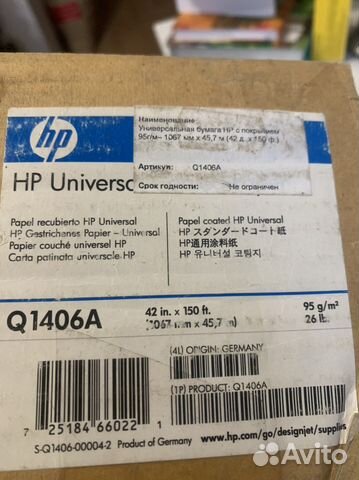 Наименование
Универсальная бумага HP с покрытием
95г/м– 1067 мм x 45,7 м (42 д. x 150 ф.)
Артикул: Q1406A
Срок годности: Не ограничен
hp
HP Universa
Papel recubierto HP Universal
HP Gestrichenes Papier – Universal
Papier couché universel HP
Carta patinata universale HP
Papel coated HP Universal
HP スタンダードコート紙
HP通用涂料纸
HP 유니버설 코팅지
Q1406A
42 in. x 150 ft.
(1067 mm x 45,7 m)
95 g/m²
26 lb.
(4L) ORIGIN: GERMANY
(1P) PRODUCT: Q1406A
7 25184 66022 1
S-Q1406-00004-2 Product of Germany
www.hp.com/go/designjet/supplies
Avito